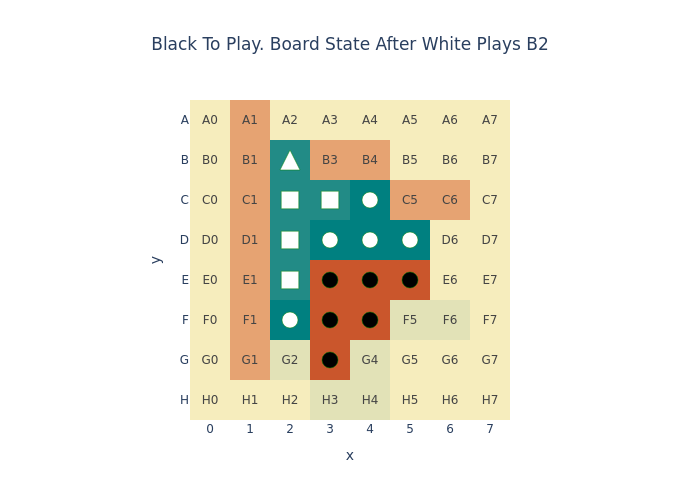 Black To Play. Board State After White Plays B2
A A0 A1 A2 A3 A4 A5 A6 A7
B B0 B1 B3 B4 B5 B6 B7
C C0 C1 C5 C6 C7
D D0 D1 D6 D7
E E0 E1 E6 E7
F F0 F1 F5 F6 F7
G G0 G1 G2 G4 G5 G6 G7
H H0 H1 H2 H3 H4 H5 H6 H7
0 1 2 3 4 5 6 7
x
y